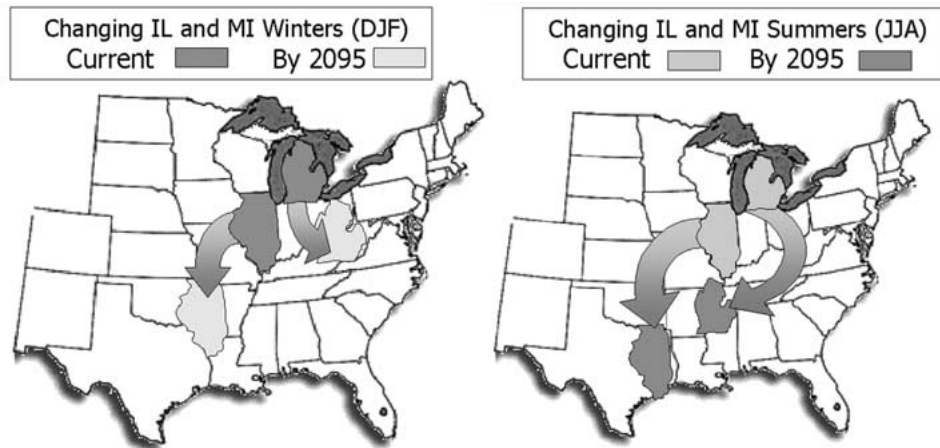 Changing IL and MI Winters (DJF)
Current By 2095
Changing IL and MI Summers (JJA)
Current By 2095